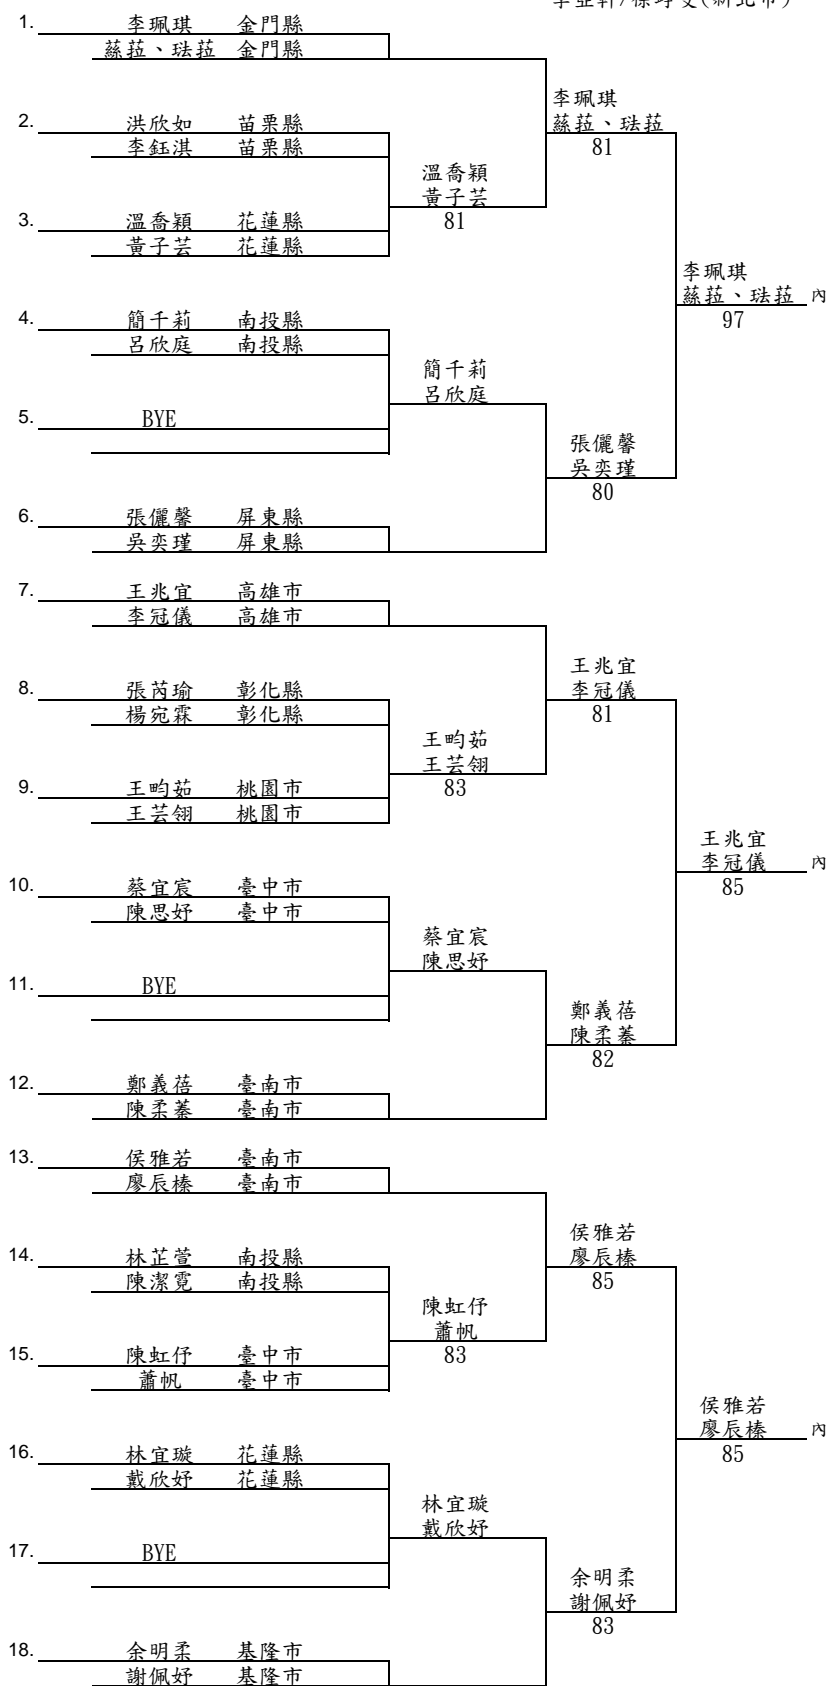 1. 李珮琪 金門縣
蕬菈、琺菈 金門縣
李珮琪
蕬菈、琺菈
81
2. 洪欣如 苗栗縣
李鈺淇 苗栗縣
溫喬穎
黃子芸
81
3. 溫喬穎 花蓮縣
黃子芸 花蓮縣
李珮琪
蕬菈、琺菈 內
97
4. 簡千莉 南投縣
呂欣庭 南投縣
簡千莉
呂欣庭
5. BYE
張儷馨
吳奕瑾
80
6. 張儷馨 屏東縣
吳奕瑾 屏東縣
7. 王兆宜 高雄市
李冠儀 高雄市
王兆宜
李冠儀
81
8. 張芮瑜 彰化縣
楊宛霖 彰化縣
王畇茹
王芸翎
83
9. 王畇茹 桃園市
王芸翎 桃園市
王兆宜
李冠儀 內
85
10. 蔡宜宸 臺中市
陳思妤 臺中市
蔡宜宸
陳思妤
11. BYE
鄭義蓓
陳柔蓁
82
12. 鄭義蓓 臺南市
陳柔蓁 臺南市
13. 侯雅若 臺南市
廖辰榛 臺南市
侯雅若
廖辰榛
85
14. 林芷萱 南投縣
陳潔霓 南投縣
陳虹伃
蕭帆
83
15. 陳虹伃 臺中市
蕭帆 臺中市
侯雅若
廖辰榛 內
85
16. 林宜璇 花蓮縣
戴欣妤 花蓮縣
林宜璇
戴欣妤
17. BYE
余明柔
謝佩妤
83
18. 余明柔 基隆市
謝佩妤 基隆市